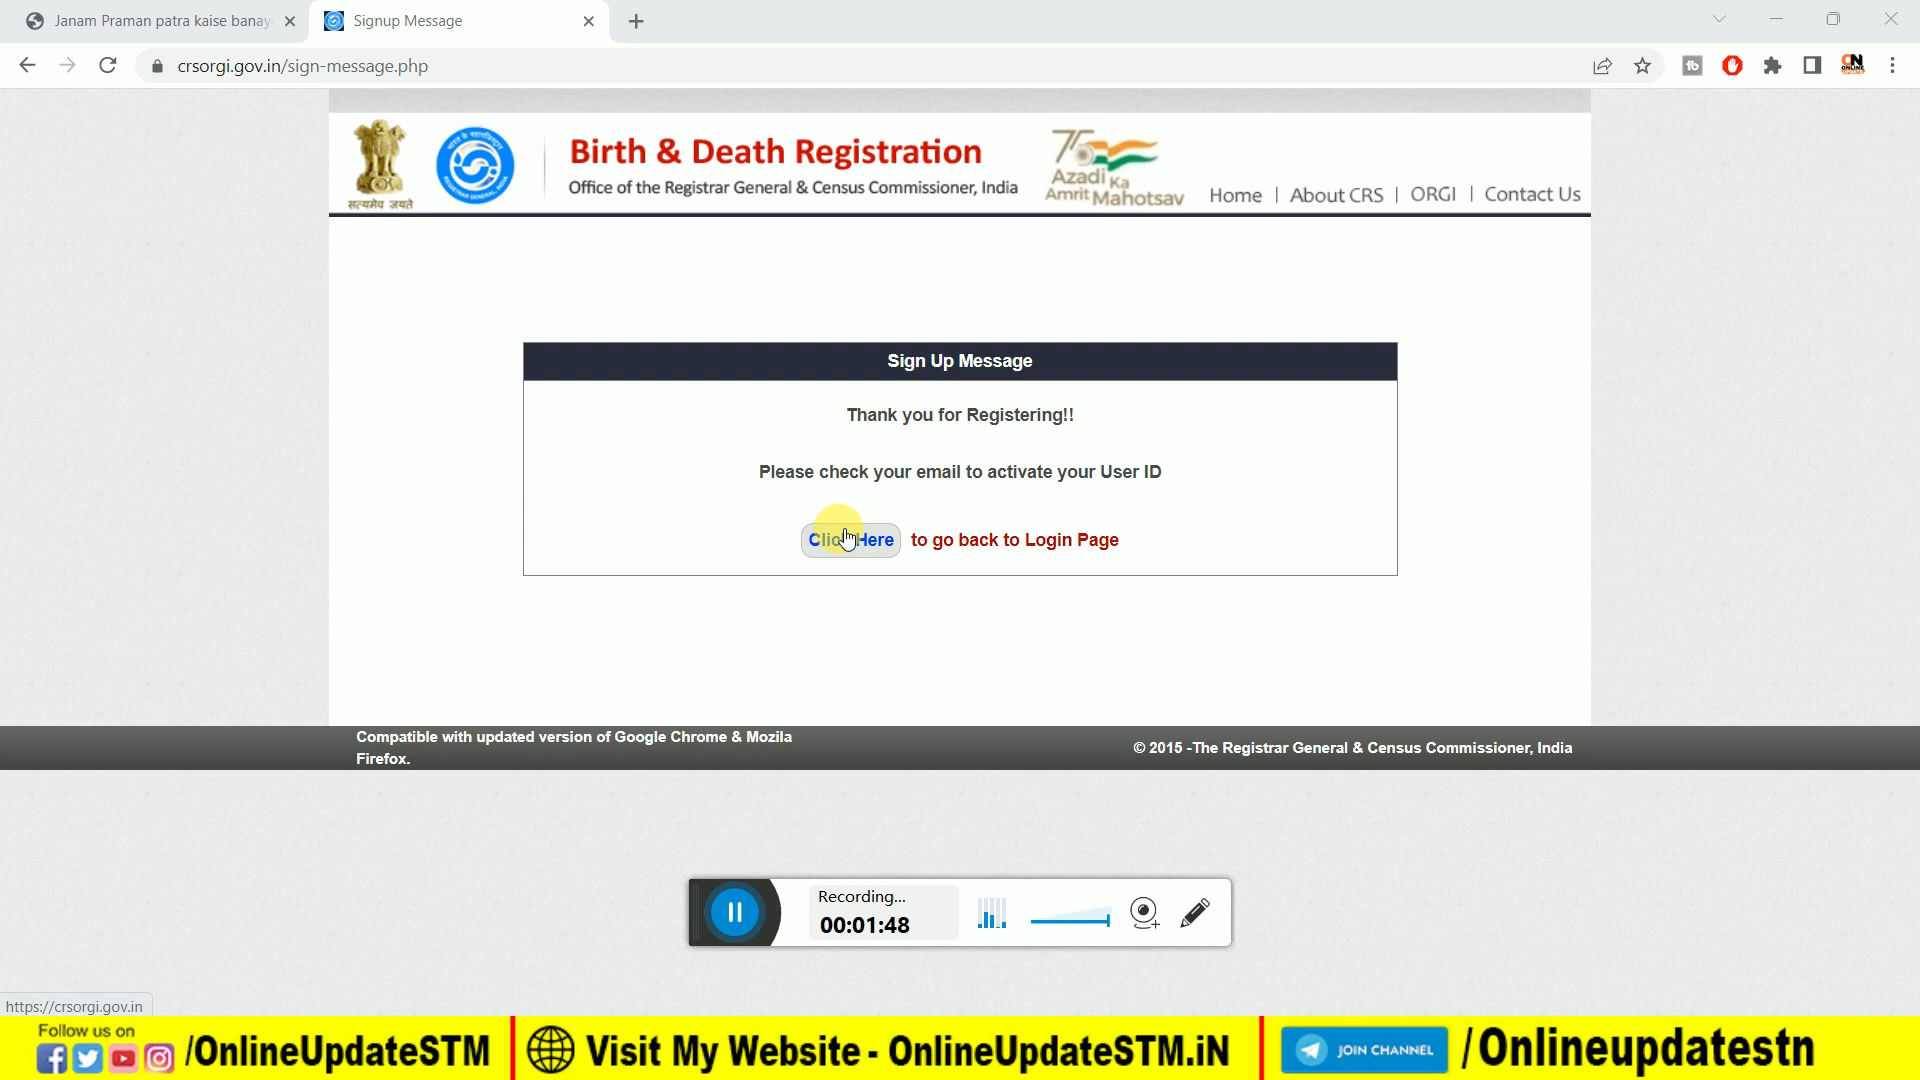 Janam Praman patra kaise banay
Signup Message
crsorgi.gov.in/sign-message.php
tb
ON
ONLINE
UPDATE
सत्यमेव जयते
Birth & Death Registration
Office of the Registrar General & Census Commissioner, India
75
Azadi Ka
Amrit Mahotsav
Home | About CRS | ORGI | Contact Us
Sign Up Message
Thank you for Registering!!
Please check your email to activate your User ID
Click Here to go back to Login Page
Compatible with updated version of Google Chrome & Mozila
Firefox.
© 2015 -The Registrar General & Census Commissioner, India
Recording...
00:01:48
https://crsorgi.gov.in
Follow us on
/OnlineUpdateSTM
Visit My Website - OnlineUpdateSTM.iN
JOIN CHANNEL
/Onlineupdatestn